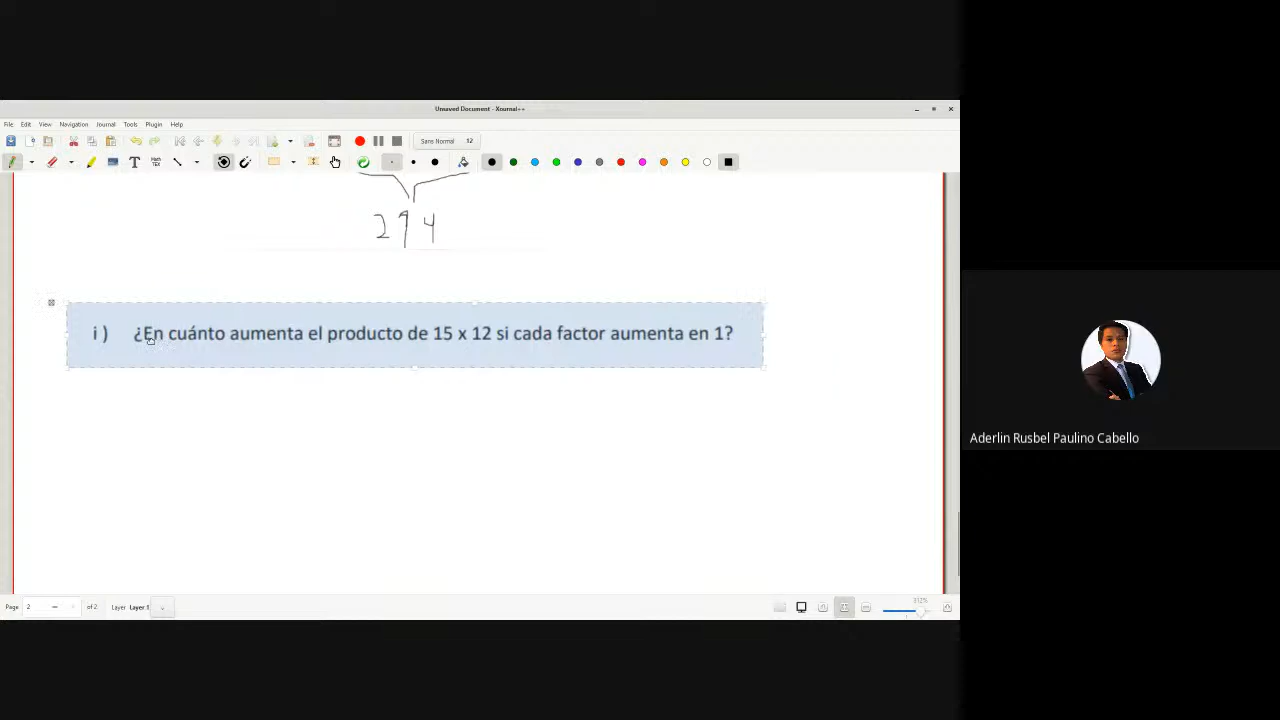 Unsaved Document - Xournal++
File Edit View Navigation Journal Tools Plugin Help
Sans Normal 12
294
i ) ¿En cuánto aumenta el producto de 15 x 12 si cada factor aumenta en 1?
Aderlin Rusbel Paulino Cabello
Page 2 of 2 Layer Layer 1
312%